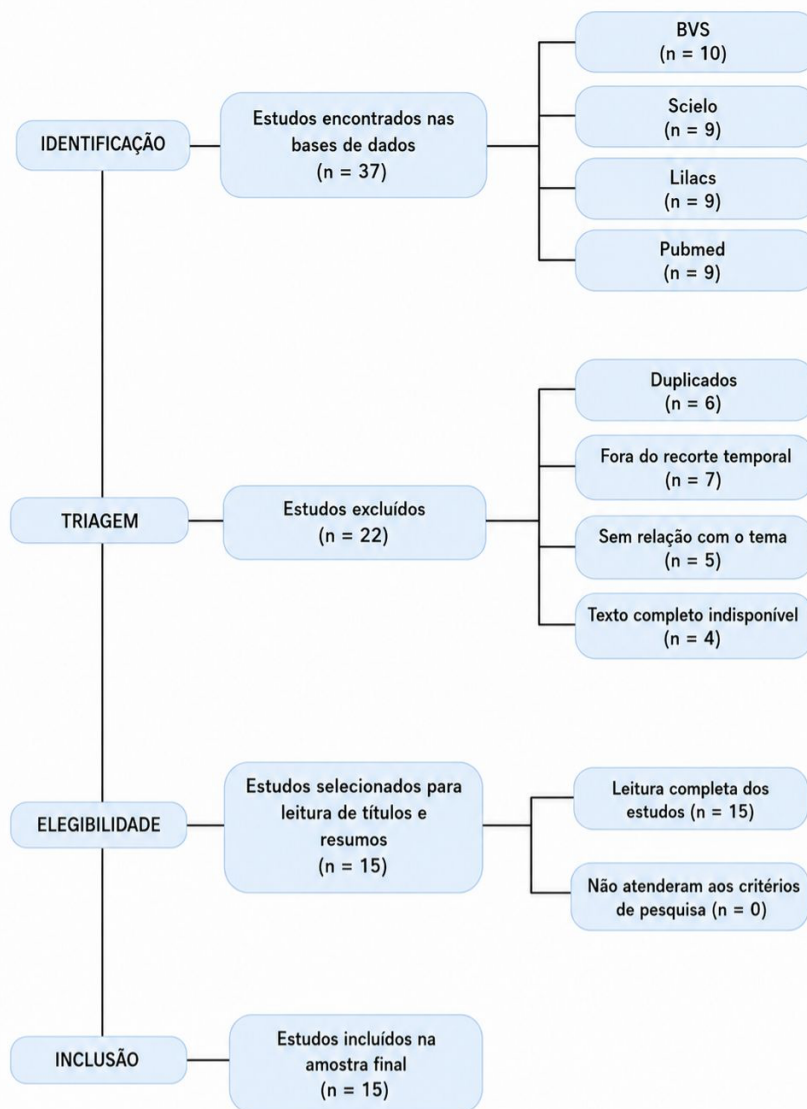 IDENTIFICAÇÃO
Estudos encontrados nas
bases de dados
(n = 37)
BVS
(n = 10)
Scielo
(n = 9)
Lilacs
(n = 9)
Pubmed
(n = 9)
TRIAGEM
Estudos excluídos
(n = 22)
Duplicados
(n = 6)
Fora do recorte temporal
(n = 7)
Sem relação com o tema
(n = 5)
Texto completo indisponível
(n = 4)
ELEGIBILIDADE
Estudos selecionados para
leitura de títulos e
resumos
(n = 15)
Leitura completa dos
estudos (n = 15)
Não atenderam aos critérios
de pesquisa (n = 0)
INCLUSÃO
Estudos incluídos na
amostra final
(n = 15)